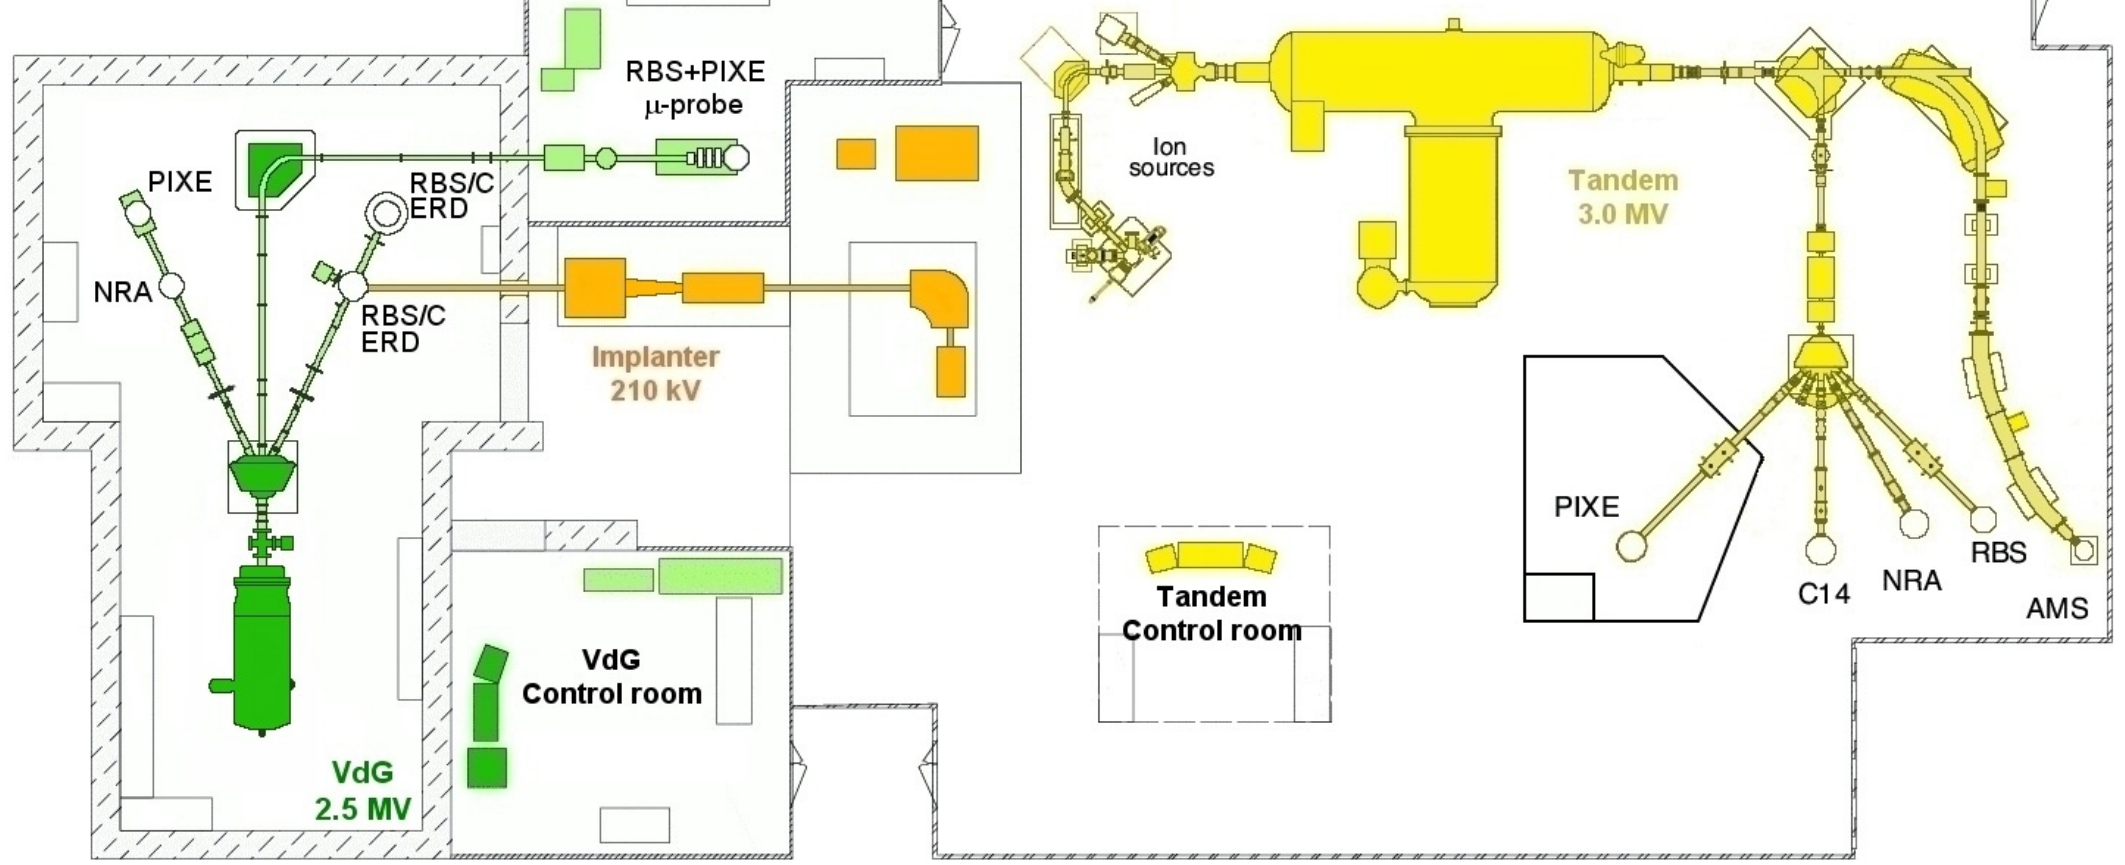 RBS+PIXE
μ-probe
PIXE
RBS/C
ERD
NRA
RBS/C
ERD
Implanter
210 kV
Ion
sources
Tandem
3.0 MV
PIXE
C14
NRA
RBS
AMS
Tandem
Control room
VdG
Control room
VdG
2.5 MV